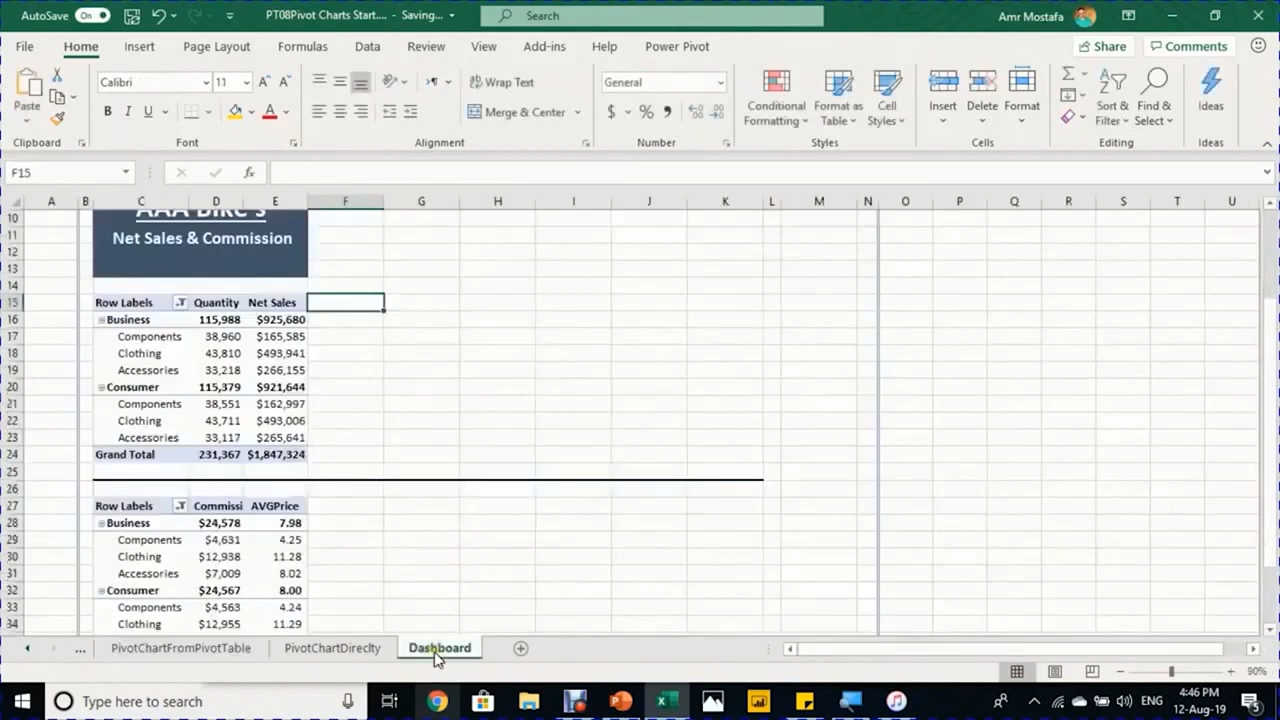 AutoSave On PT08Pivot Charts Start.... - Saving... Search Amr Mostafa
File Home Insert Page Layout Formulas Data Review View Add-ins Help Power Pivot Share Comments
Paste Calibri 11 Wrap Text General Conditional Formatting Format as Table Cell Styles Insert Delete Format Sort & Filter Find & Select Ideas
Merge & Center
Clipboard Font Alignment Number Styles Cells Editing Ideas
F15
A B C D E F G H I J K L M N O P Q R S T U
10 AAA Bike's
11 Net Sales & Commission
12
13
14
15 Row Labels Quantity Net Sales
16 Business 115,988 $925,680
17 Components 38,960 $165,585
18 Clothing 43,810 $493,941
19 Accessories 33,218 $266,155
20 Consumer 115,379 $921,644
21 Components 38,551 $162,997
22 Clothing 43,711 $493,006
23 Accessories 33,117 $265,641
24 Grand Total 231,367 $1,847,324
25
26
27 Row Labels Commissi AVGPrice
28 Business $24,578 7.98
29 Components $4,631 4.25
30 Clothing $12,938 11.28
31 Accessories $7,009 8.02
32 Consumer $24,567 8.00
33 Components $4,563 4.24
34 Clothing $12,955 11.29
... PivotChartFromPivotTable PivotChartDireclty Dashboard
90%
Type here to search ENG 4:46 PM
12-Aug-19 5